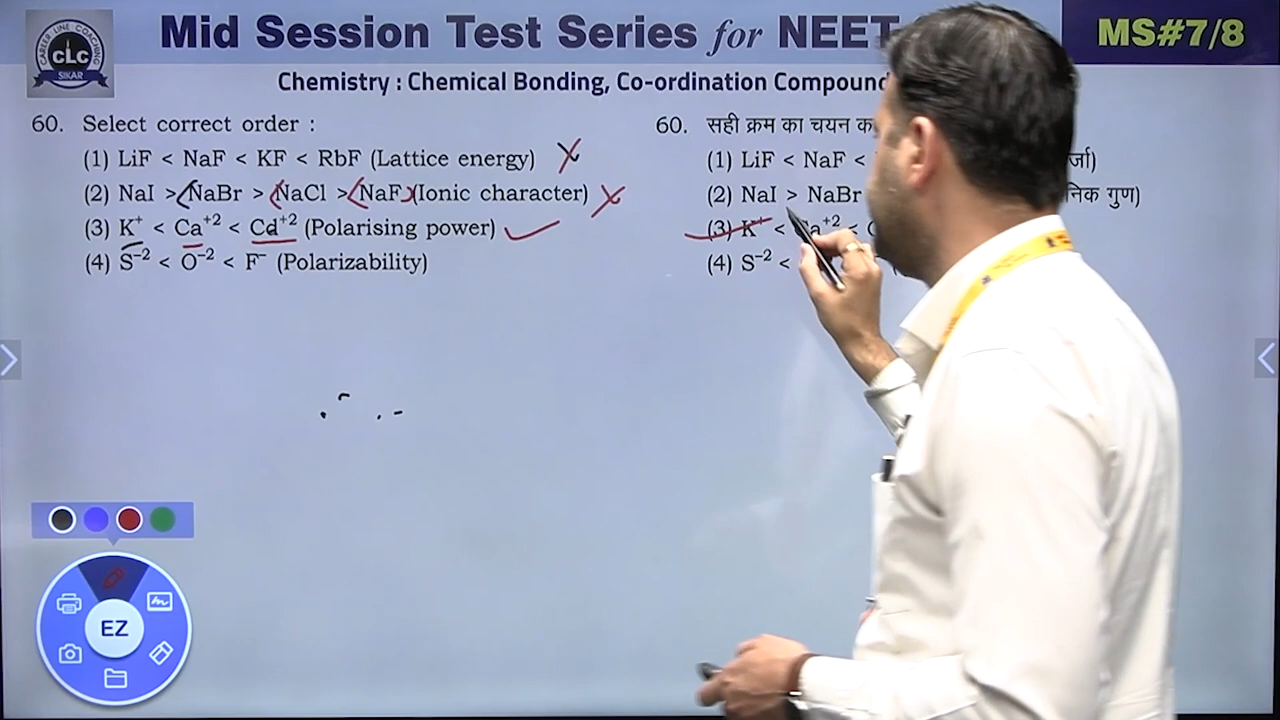 Mid Session Test Series for NEET
MS#7/8
CAREER LINE COACHING
CLC
SIKAR
Chemistry : Chemical Bonding, Co-ordination Compound
60. Select correct order :
(1) LiF < NaF < KF < RbF (Lattice energy)
(2) NaI > NaBr > NaCl > NaF (Ionic character)
(3) K⁺ < Ca⁺² < Cd⁺² (Polarising power)
(4) S⁻² < O⁻² < F⁻ (Polarizability)
60. सही क्रम का चयन क
(1) LiF < NaF < र्जा)
(2) NaI > NaBr निक गुण)
(3) K⁺ < Ca⁺² <
(4) S⁻² <
EZ